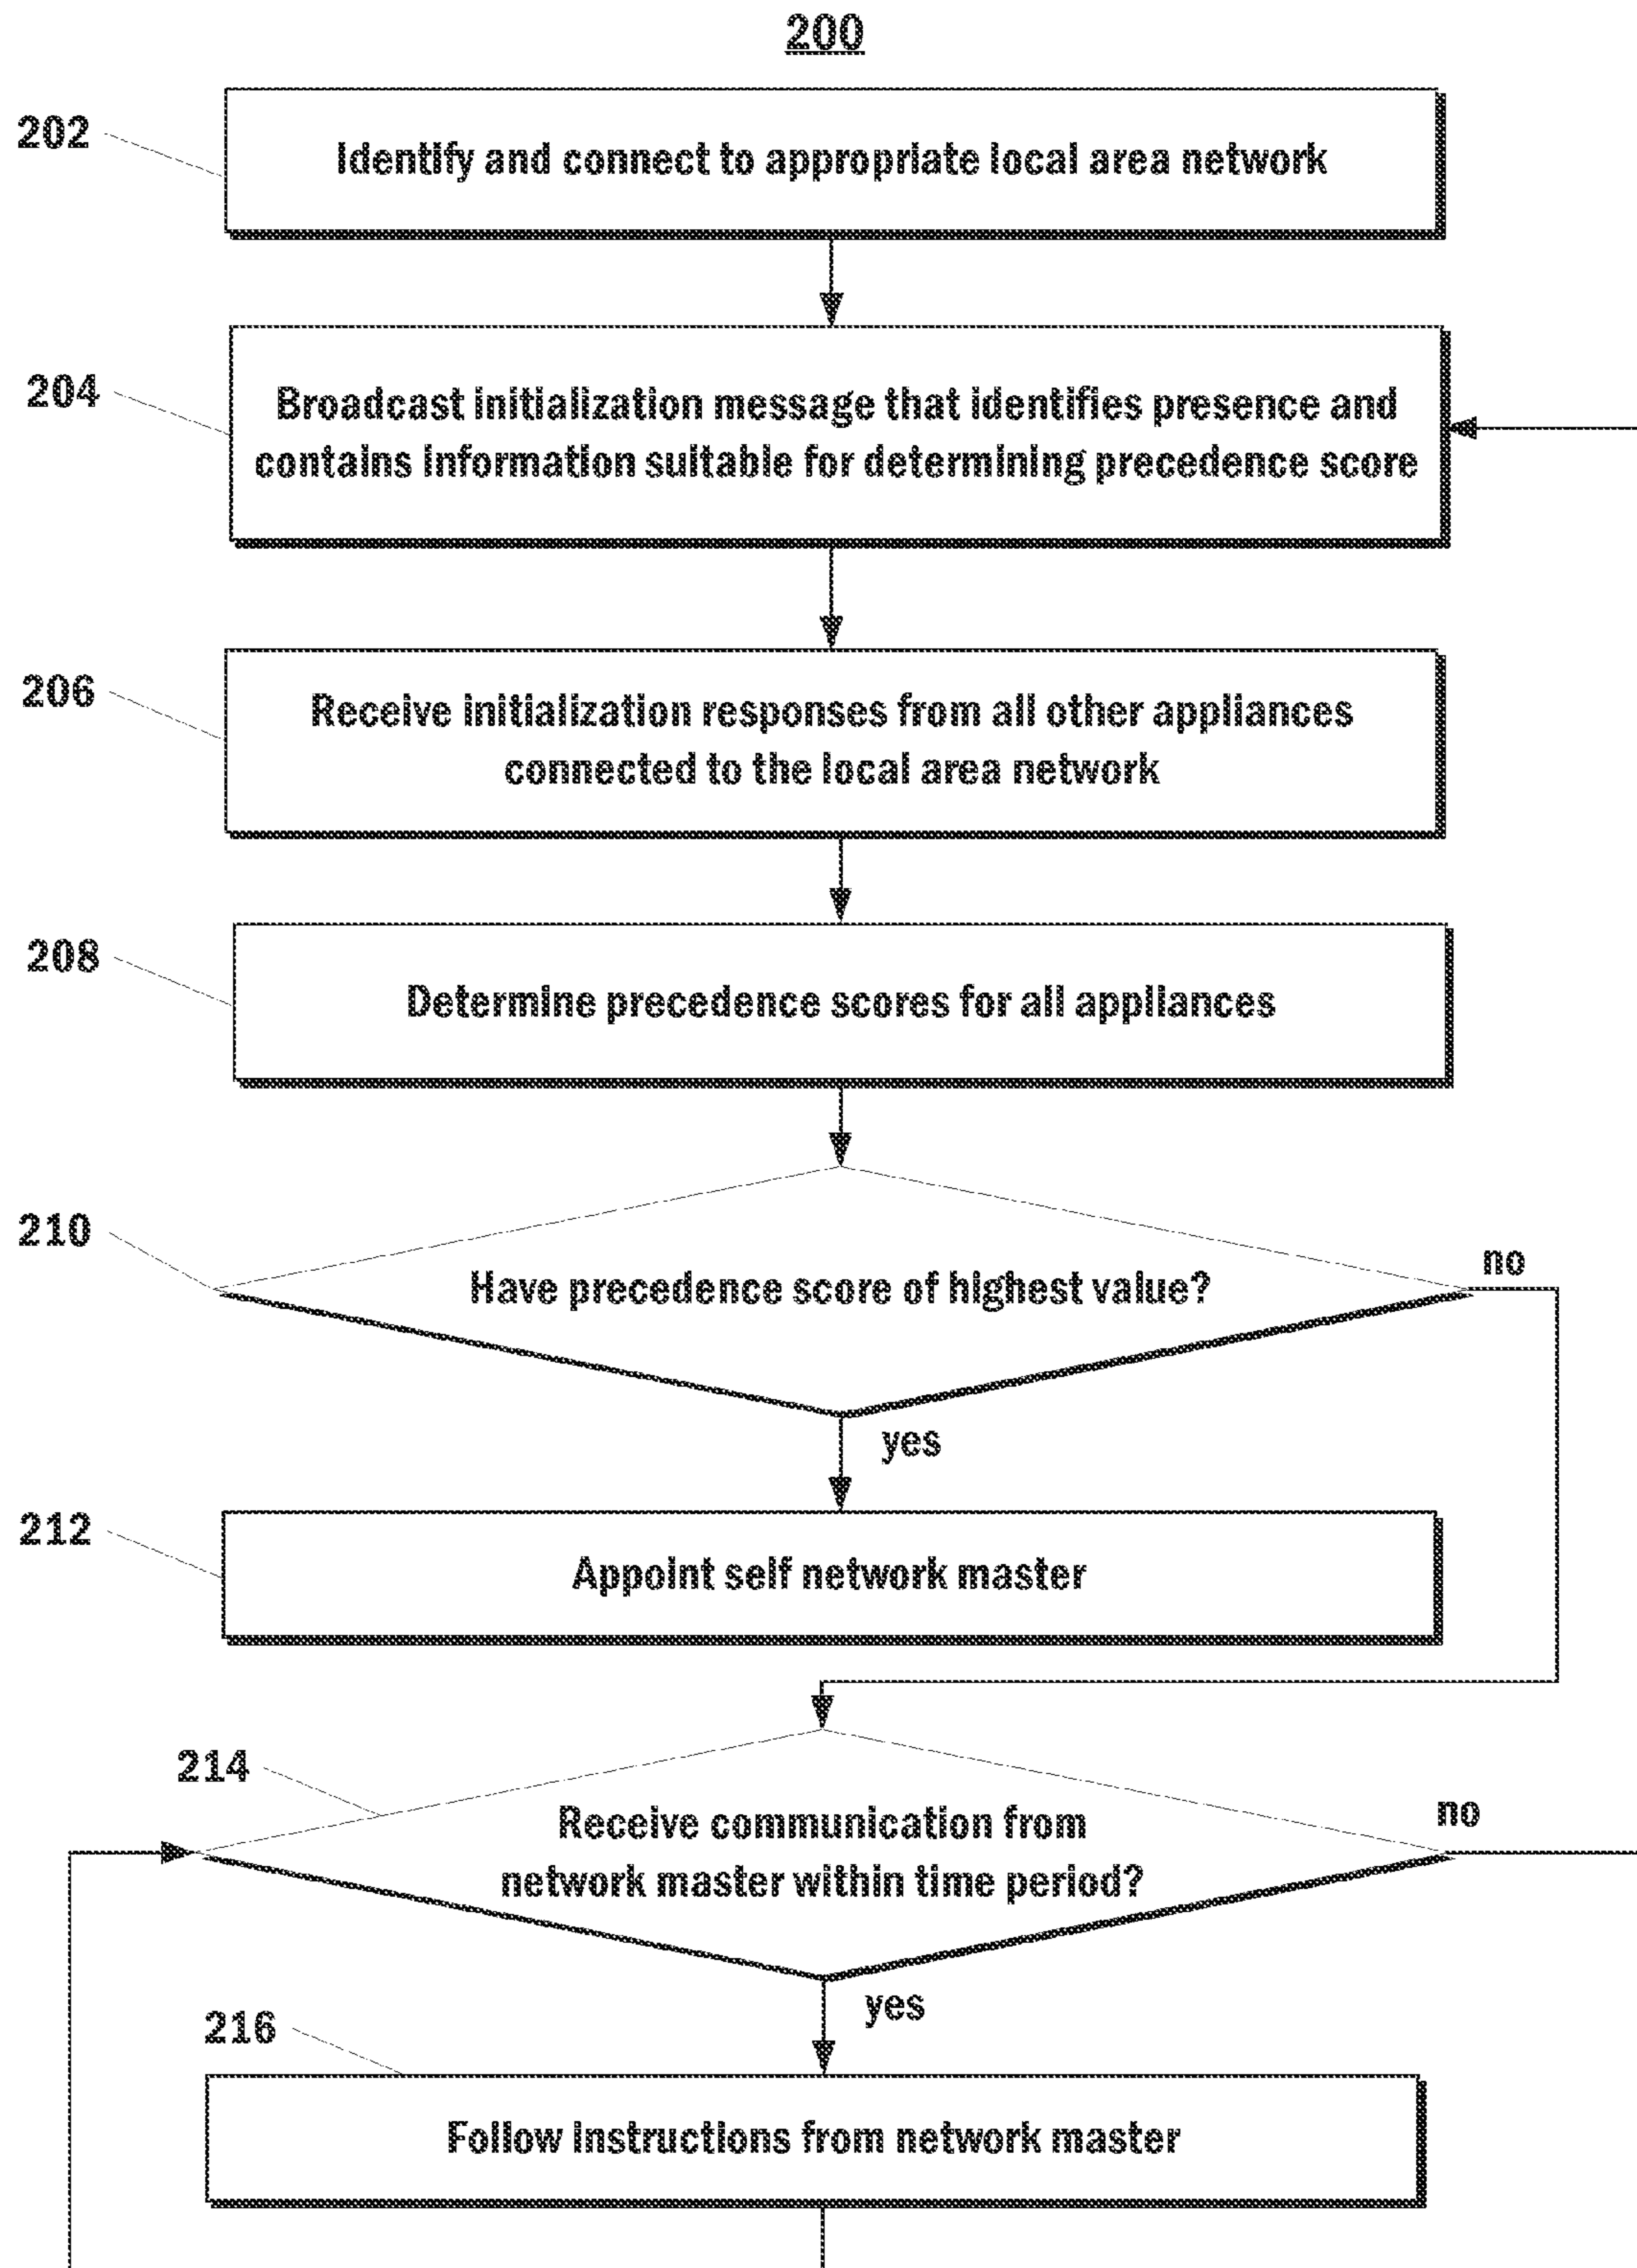 200
202
Identify and connect to appropriate local area network
204
Broadcast initialization message that identifies presence and
contains information suitable for determining precedence score
206
Receive initialization responses from all other appliances
connected to the local area network
208
Determine precedence scores for all appliances
210
Have precedence score of highest value?
no
yes
212
Appoint self network master
214
Receive communication from
network master within time period?
no
yes
216
Follow instructions from network master